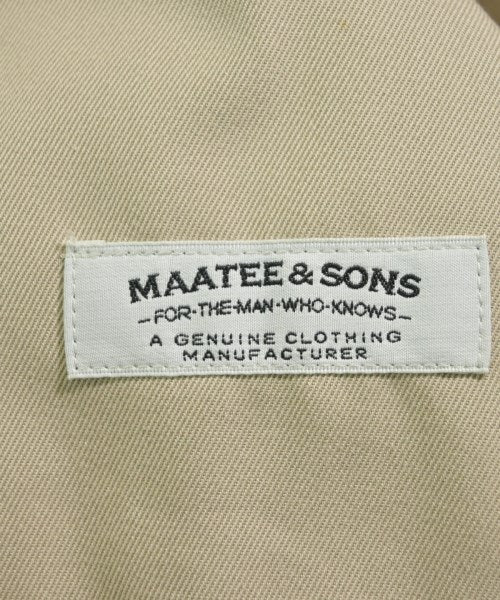 MAATEE & SONS
-FOR·THE·MAN·WHO·KNOWS-
A GENUINE CLOTHING
MANUFACTURER